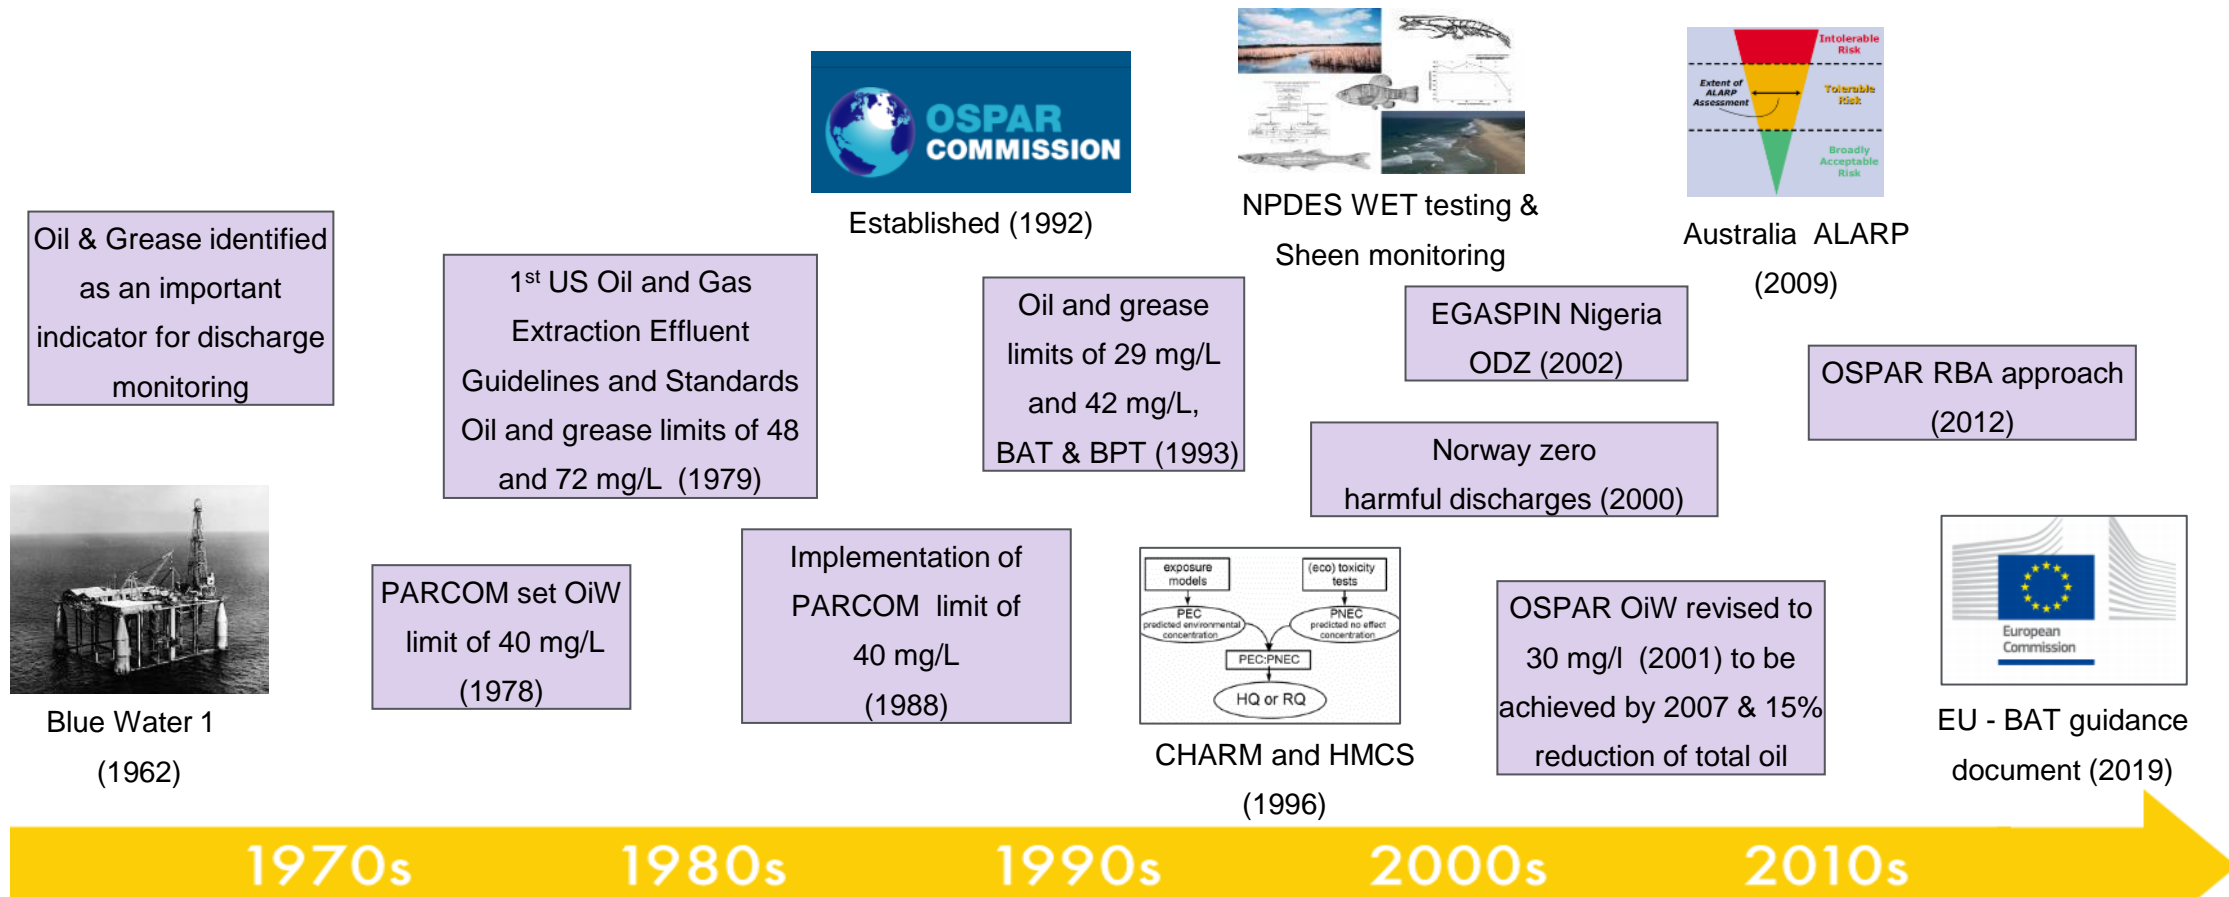 Oil & Grease identified
as an important
indicator for discharge
monitoring
Blue Water 1
(1962)
1st US Oil and Gas
Extraction Effluent
Guidelines and Standards
Oil and grease limits of 48
and 72 mg/L (1979)
PARCOM set OiW
limit of 40 mg/L
(1978)
OSPAR
COMMISSION
Established (1992)
Implementation of
PARCOM limit of
40 mg/L
(1988)
Oil and grease
limits of 29 mg/L
and 42 mg/L,
BAT & BPT (1993)
NPDES WET testing &
Sheen monitoring
exposure
models
(eco) toxicity
tests
PEC
predicted environmental
concentration
PNEC
predicted no effect
concentration
PEC:PNEC
HQ or RQ
CHARM and HMCS
(1996)
EGASPIN Nigeria
ODZ (2002)
Norway zero
harmful discharges (2000)
OSPAR OiW revised to
30 mg/l (2001) to be
achieved by 2007 & 15%
reduction of total oil
Intolerable
Risk
Extent of
ALARP
Assessment
Tolerable
Risk
Broadly
Acceptable
Risk
Australia ALARP
(2009)
OSPAR RBA approach
(2012)
European
Commission
EU - BAT guidance
document (2019)
1970s
1980s
1990s
2000s
2010s